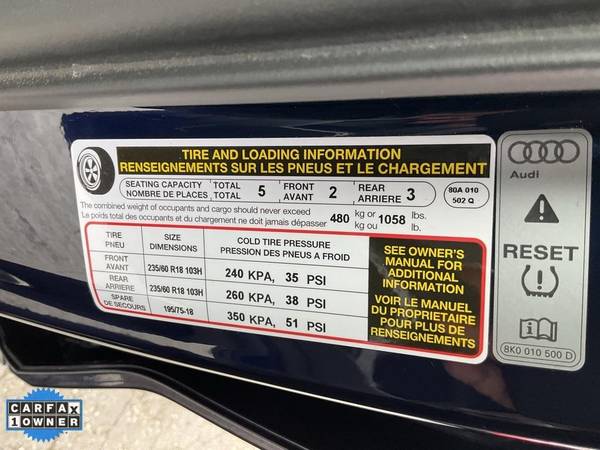 TIRE AND LOADING INFORMATION
RENSEIGNEMENTS SUR LES PNEUS ET LE CHARGEMENT
SEATING CAPACITY TOTAL 5 FRONT 2 REAR 3 80A 010
NOMBRE DE PLACES TOTAL AVANT ARRIERE 502 Q
The combined weight of occupants and cargo should never exceed 480 kg or 1058 lbs.
Le poids total des occupants et du chargement ne doit jamais dépasser kg ou lb.
TIRE SIZE COLD TIRE PRESSURE
PNEU DIMENSIONS PRESSION DES PNEUS A FROID
FRONT
AVANT 235/60 R18 103H 240 KPA, 35 PSI
REAR
ARRIERE 235/60 R18 103H 260 KPA, 38 PSI
SPARE
DE SECOURS 195/75-18 350 KPA, 51 PSI
SEE OWNER'S
MANUAL FOR
ADDITIONAL
INFORMATION
VOIR LE MANUEL
DU PROPRIETAIRE
POUR PLUS DE
RENSEIGNEMENTS
Audi
RESET
8K0 010 500 D
CARFAX
1 OWNER